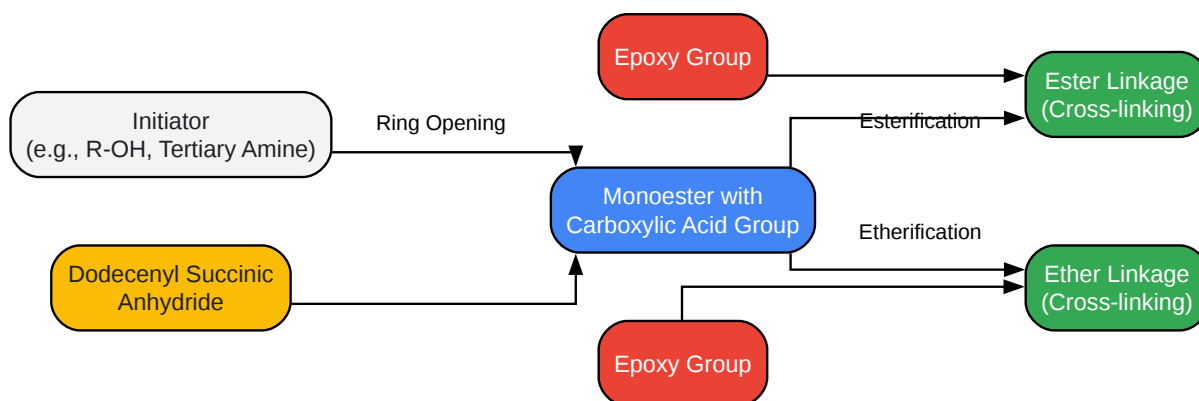 Epoxy Group
Ester Linkage
(Cross-linking)
Initiator
(e.g., R-OH, Tertiary Amine)
Ring Opening
Esterification
Monoester with
Carboxylic Acid Group
Etherification
Dodecenyl Succinic
Anhydride
Ether Linkage
(Cross-linking)
Epoxy Group